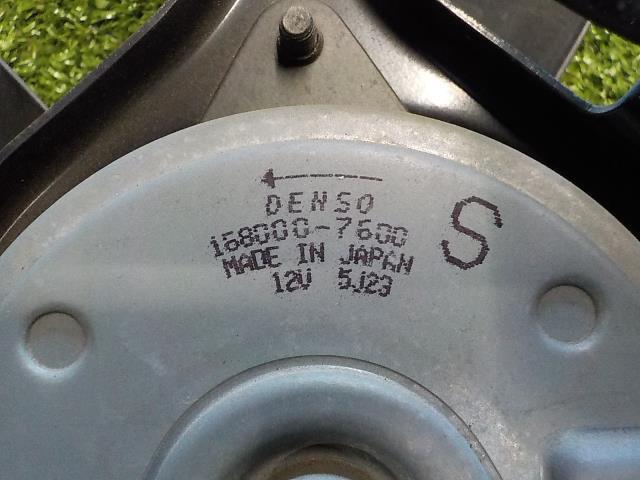 DENSO
168000-7600
S
MADE IN JAPAN
12V 5J23